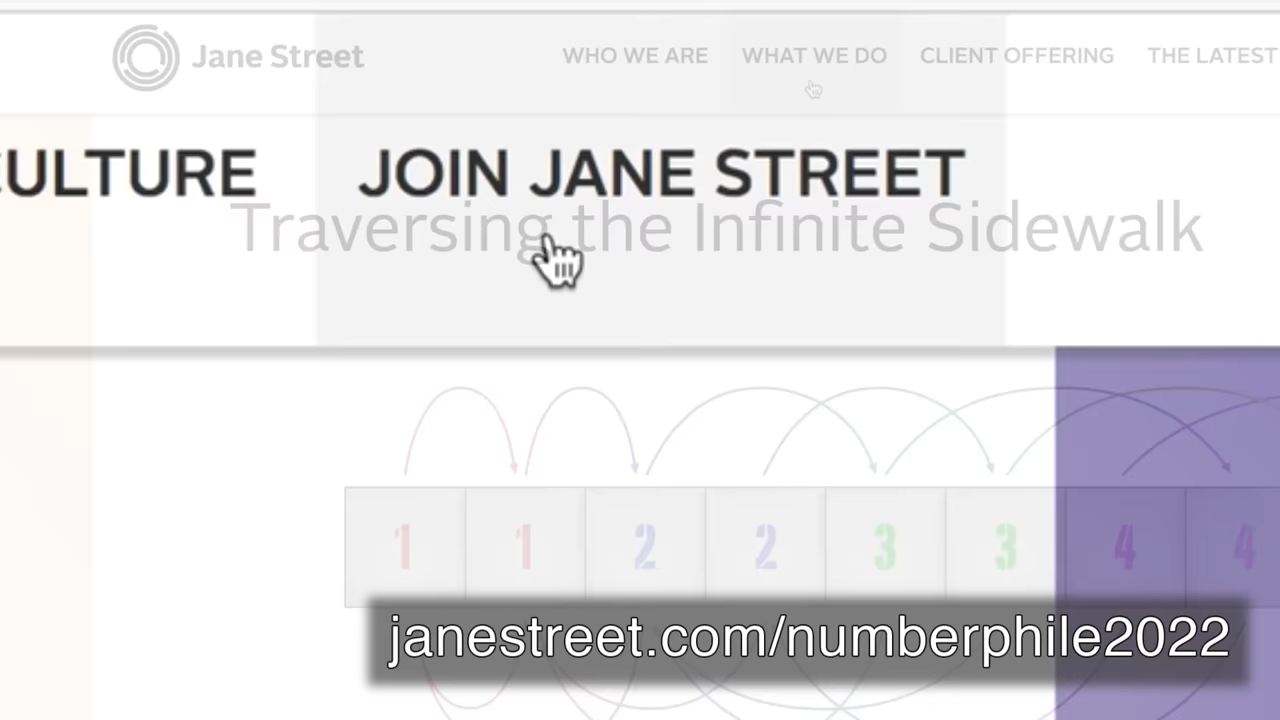 Jane Street
WHO WE ARE WHAT WE DO CLIENT OFFERING THE LATEST
CULTURE JOIN JANE STREET
Traversing the Infinite Sidewalk
1 1 2 2 3 3 4 4
janestreet.com/numberphile2022